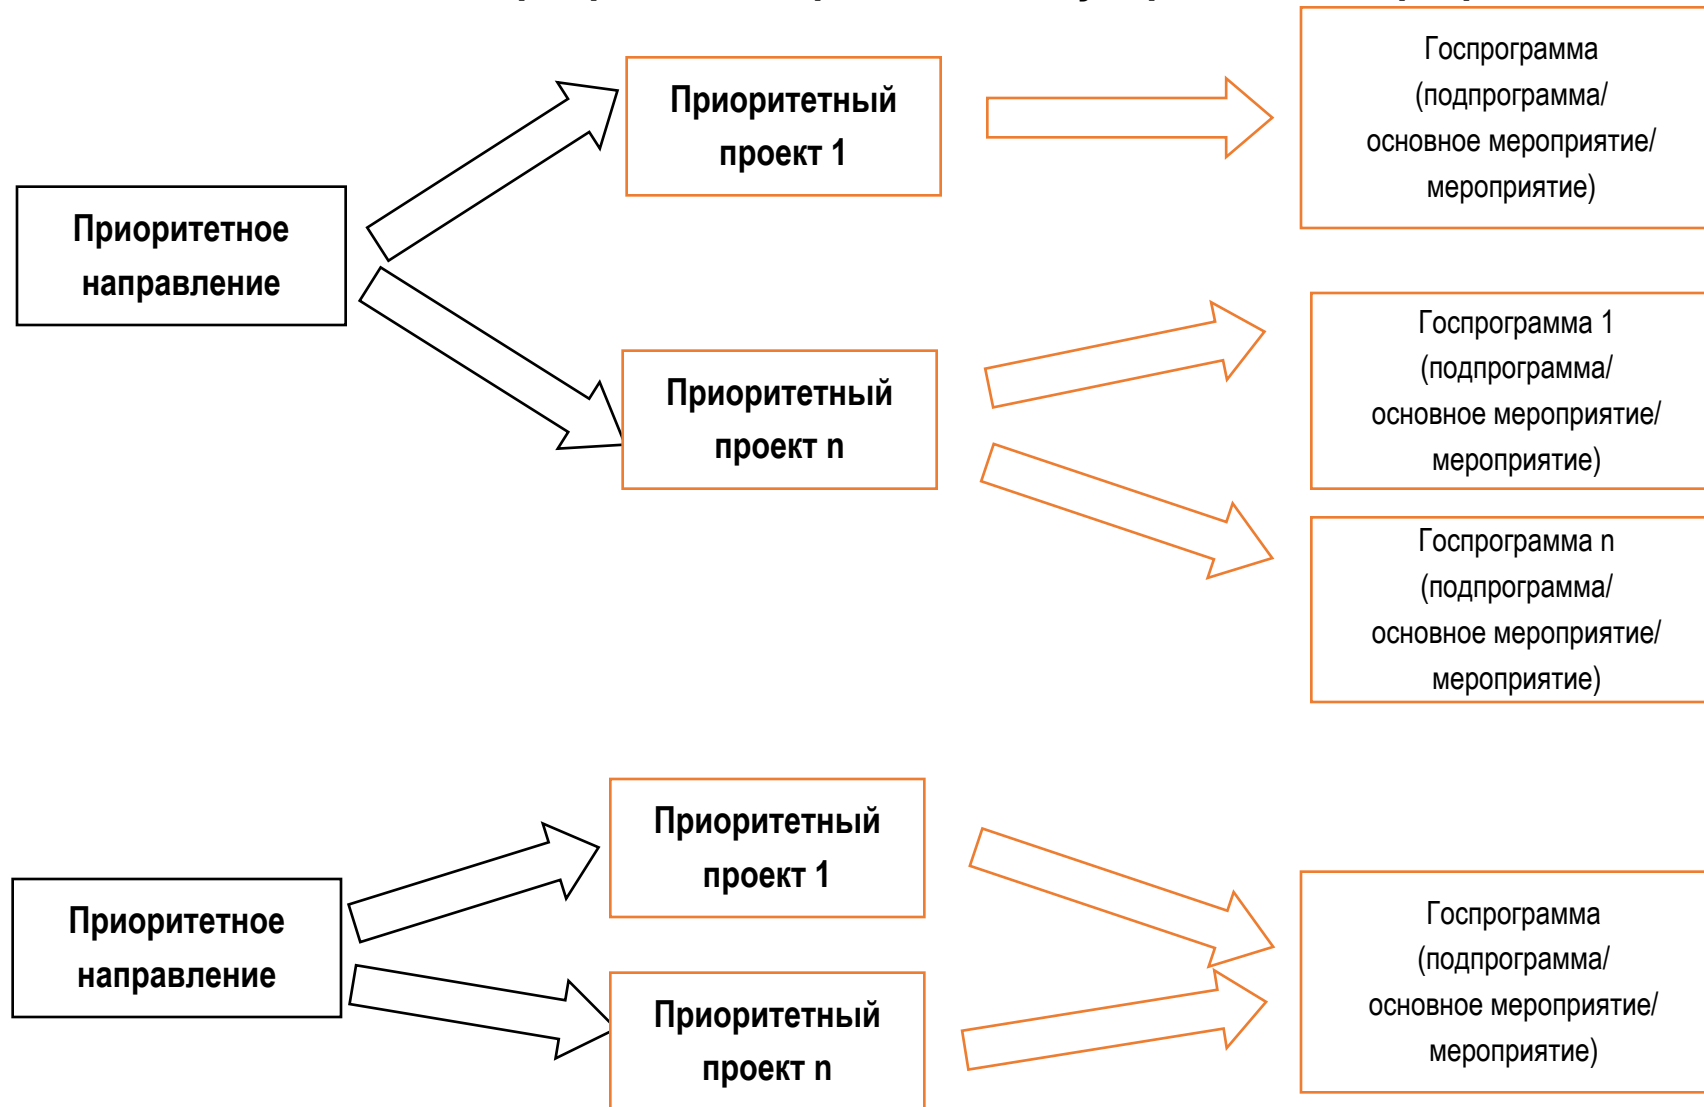 Госпрограмма
(подпрограмма/
основное мероприятие/
мероприятие)
Приоритетный
проект 1
Приоритетное
направление
Госпрограмма 1
(подпрограмма/
основное мероприятие/
мероприятие)
Приоритетный
проект n
Госпрограмма n
(подпрограмма/
основное мероприятие/
мероприятие)
Приоритетный
проект 1
Приоритетное
направление
Госпрограмма
(подпрограмма/
основное мероприятие/
мероприятие)
Приоритетный
проект n